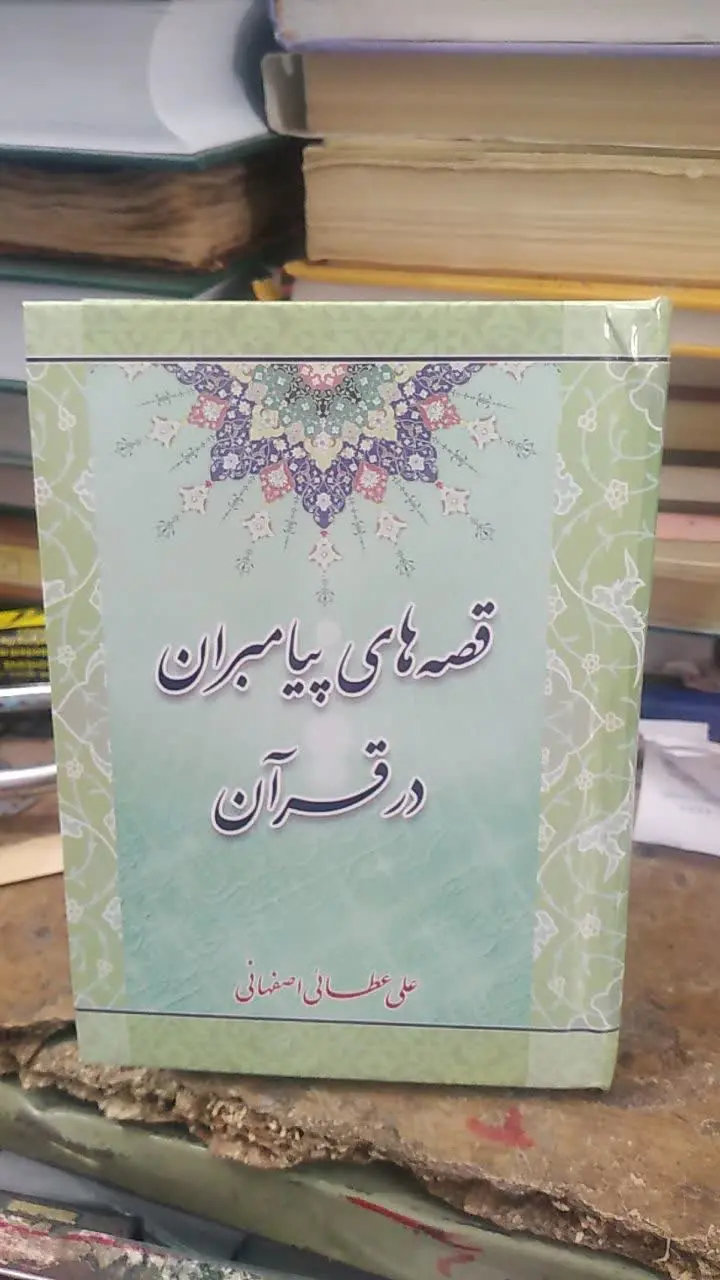 قصه های پیامبران
در قرآن
علی عطائی اصفهانی